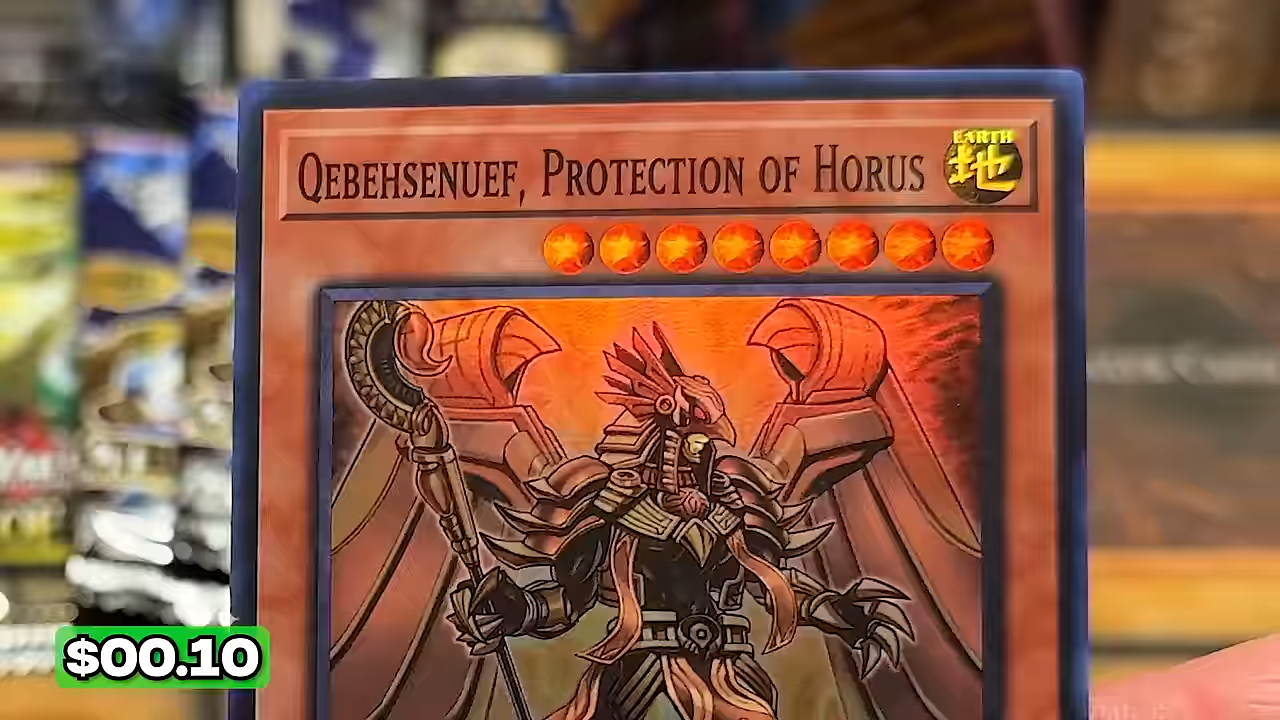 QEBEHSENUEF, PROTECTION OF HORUS
EARTH
地
$00.10